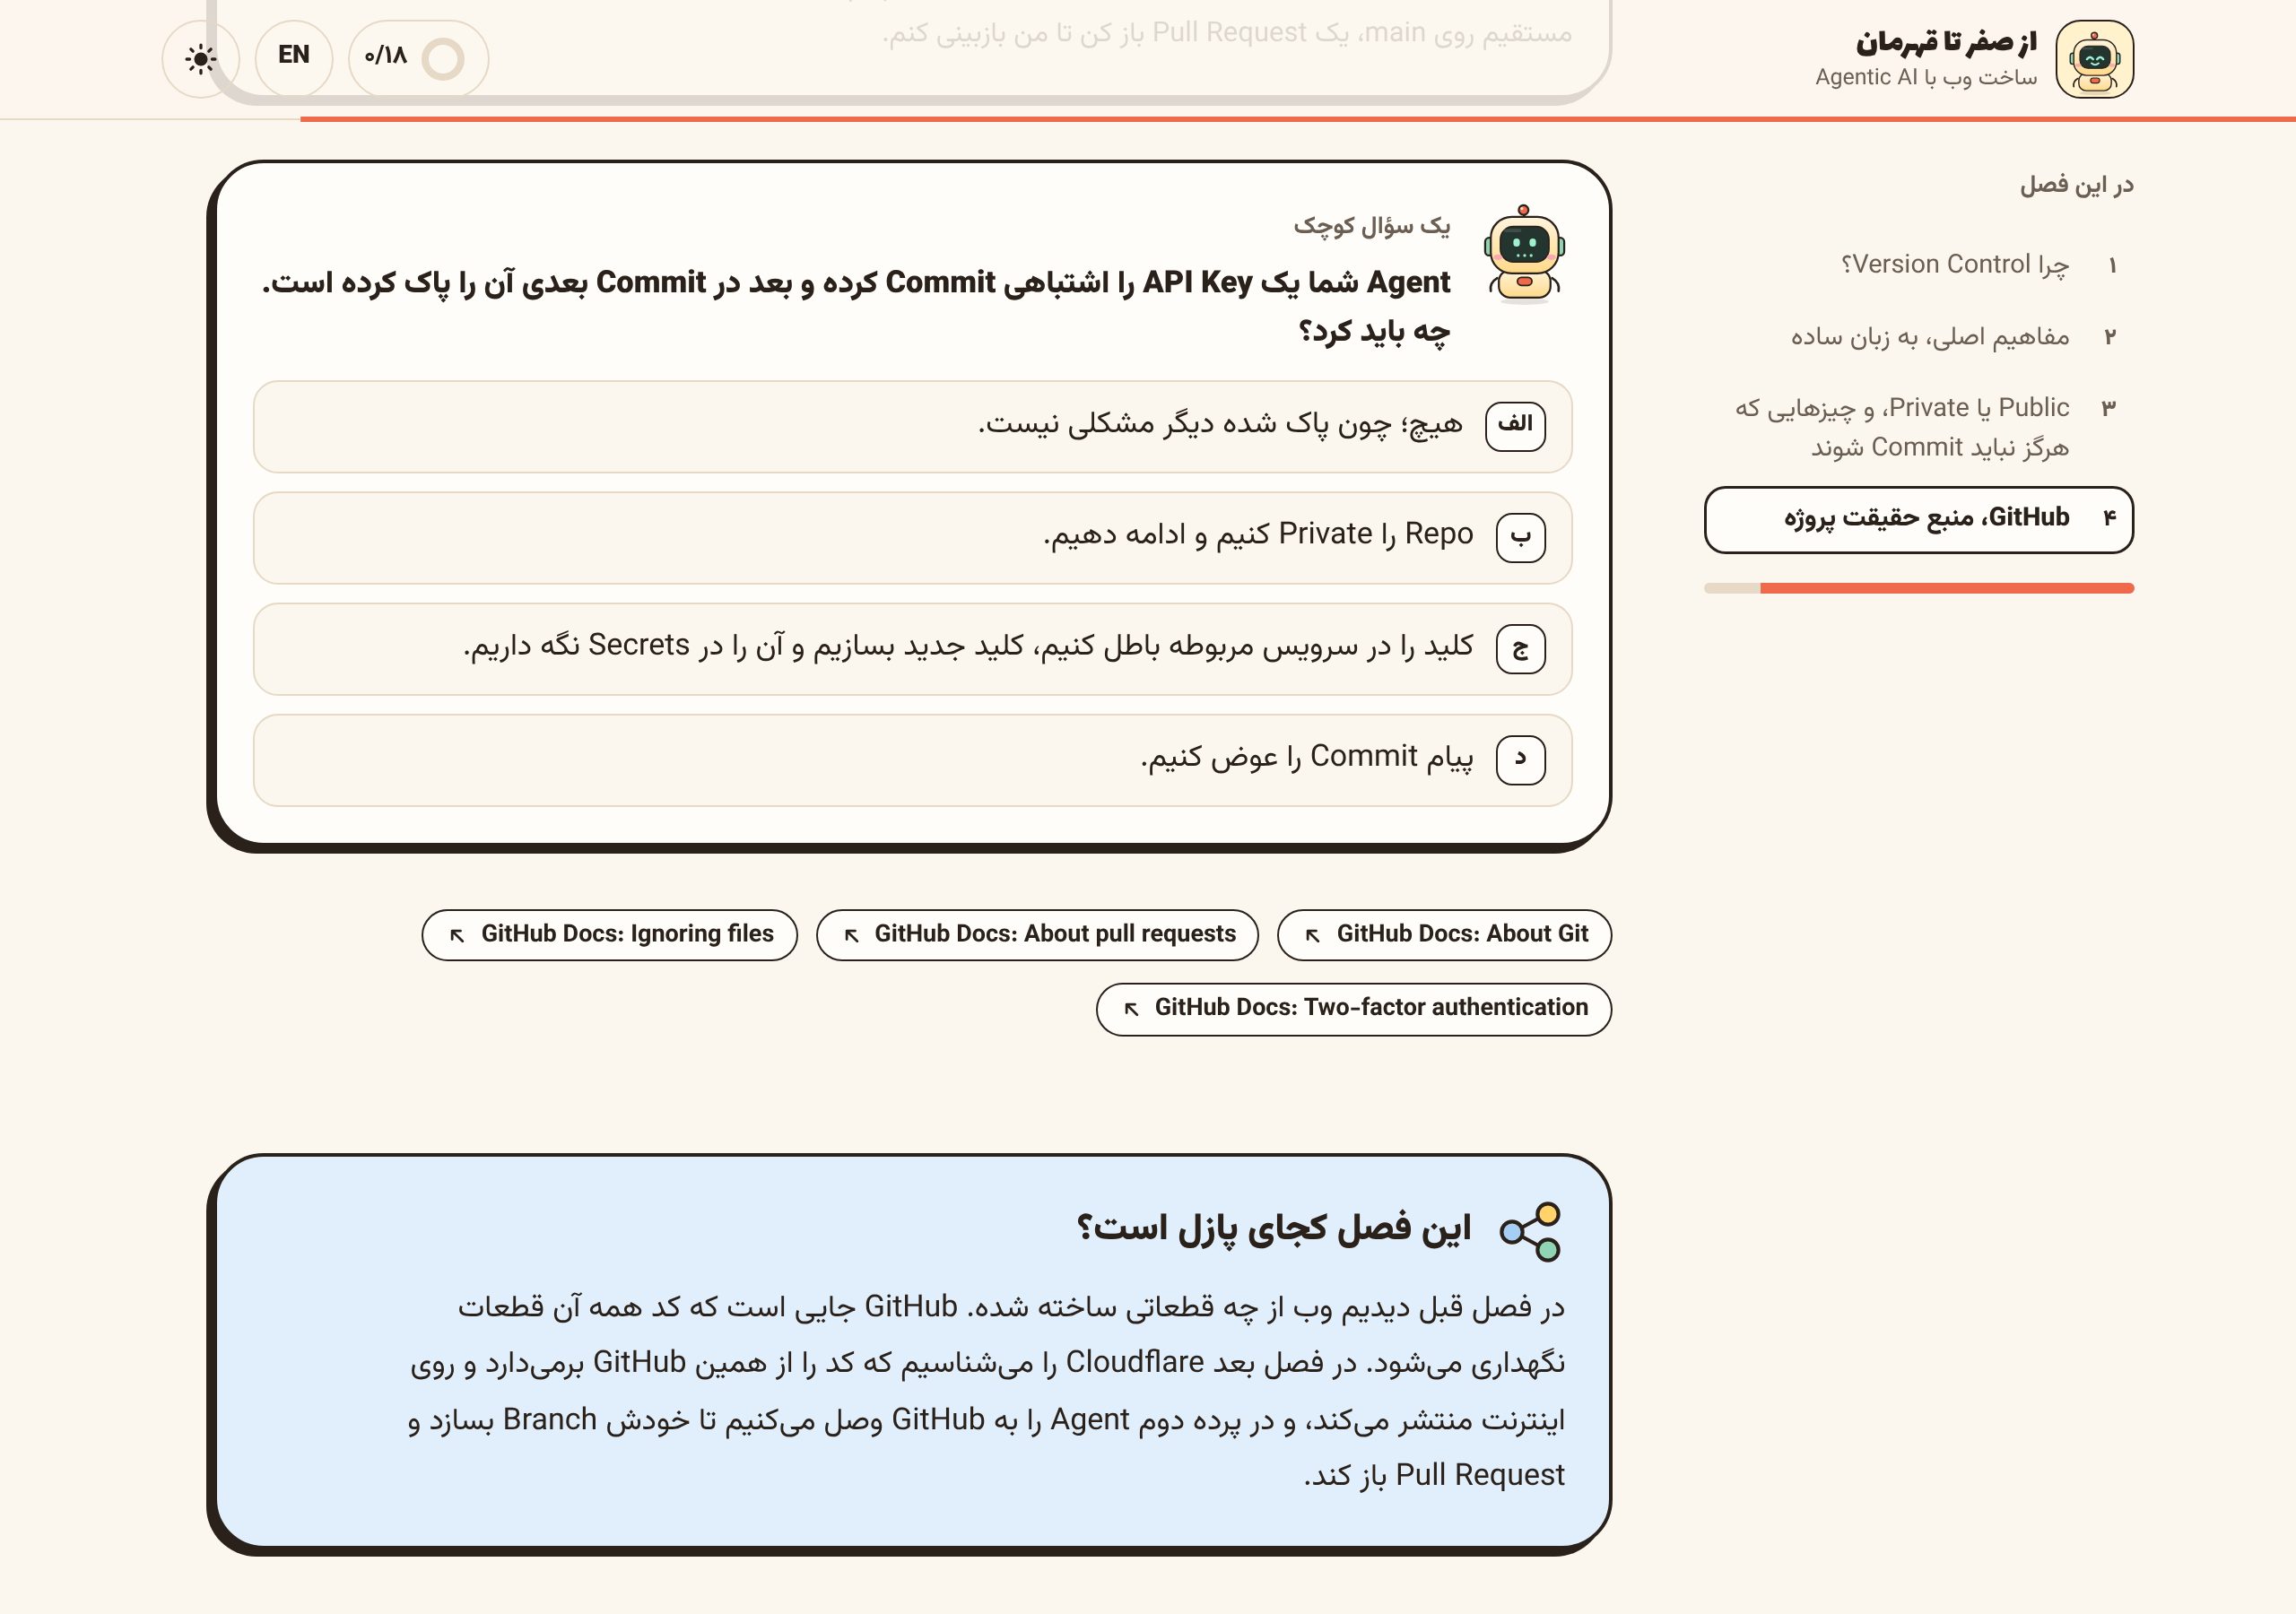 از صفر تا قهرمان
ساخت وب با Agentic AI
۰/۱۸
EN
مستقیم روی main، یک Pull Request باز کن تا من بازبینی کنم.
در این فصل
۱ چرا Version Control؟
۲ مفاهیم اصلی، به زبان ساده
۳ Public یا Private، و چیزهایی که
هرگز نباید Commit شوند
۴ GitHub، منبع حقیقت پروژه
یک سؤال کوچک
Agent شما یک API Key را اشتباهی Commit کرده و بعد در Commit بعدی آن را پاک کرده است.
چه باید کرد؟
الف هیچ؛ چون پاک شده دیگر مشکلی نیست.
ب Repo را Private کنیم و ادامه دهیم.
ج کلید را در سرویس مربوطه باطل کنیم، کلید جدید بسازیم و آن را در Secrets نگه داریم.
د پیام Commit را عوض کنیم.
GitHub Docs: About Git
GitHub Docs: About pull requests
GitHub Docs: Ignoring files
GitHub Docs: Two-factor authentication
این فصل کجای پازل است؟
در فصل قبل دیدیم وب از چه قطعاتی ساخته شده. GitHub جایی است که کد همه آن قطعات
نگهداری می‌شود. در فصل بعد Cloudflare را می‌شناسیم که کد را از همین GitHub برمی‌دارد و روی
اینترنت منتشر می‌کند، و در پرده دوم Agent را به GitHub وصل می‌کنیم تا خودش Branch بسازد و
Pull Request باز کند.